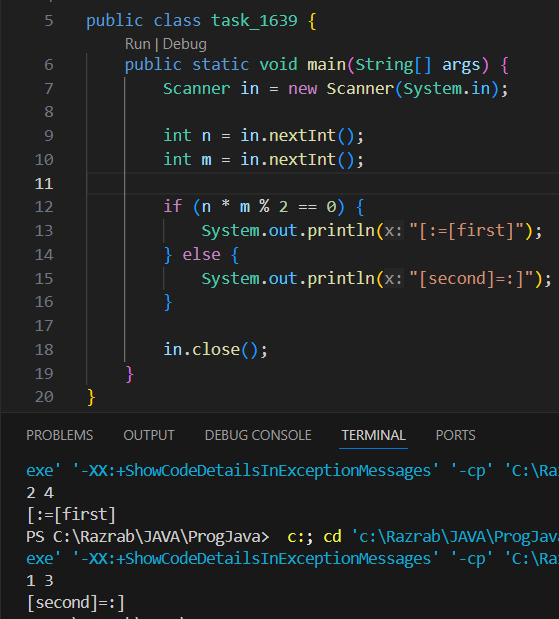 5 public class task_1639 {
Run | Debug
6 public static void main(String[] args) {
7 Scanner in = new Scanner(System.in);
8
9 int n = in.nextInt();
10 int m = in.nextInt();
11
12 if (n * m % 2 == 0) {
13 System.out.println(x: "[:=[first]");
14 } else {
15 System.out.println(x: "[second]=:]");
16 }
17
18 in.close();
19 }
20 }
PROBLEMS OUTPUT DEBUG CONSOLE TERMINAL PORTS
exe' '-XX:+ShowCodeDetailsInExceptionMessages' '-cp' 'C:\Raz
2 4
[:=[first]
PS C:\Razrab\JAVA\ProgJava> c:; cd 'c:\Razrab\JAVA\ProgJava
exe' '-XX:+ShowCodeDetailsInExceptionMessages' '-cp' 'C:\Raz
1 3
[second]=:]